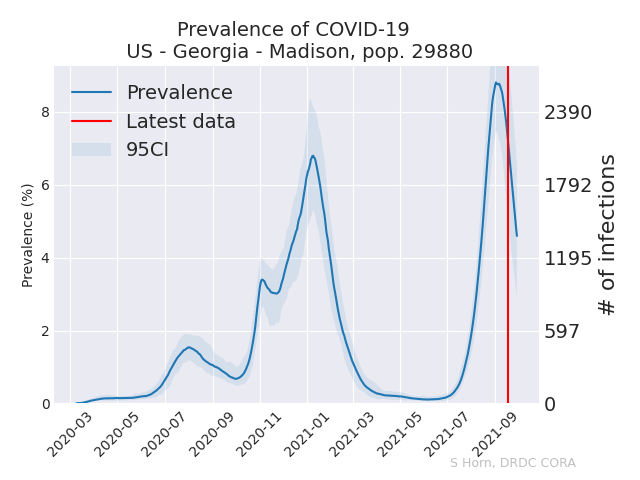 Prevalence of COVID-19
US - Georgia - Madison, pop. 29880
Prevalence
Latest data
95CI
Prevalence (%)
8
6
4
2
0
2390
1792
1195
597
0
# of infections
2020-03
2020-05
2020-07
2020-09
2020-11
2021-01
2021-03
2021-05
2021-07
2021-09
S Horn, DRDC CORA